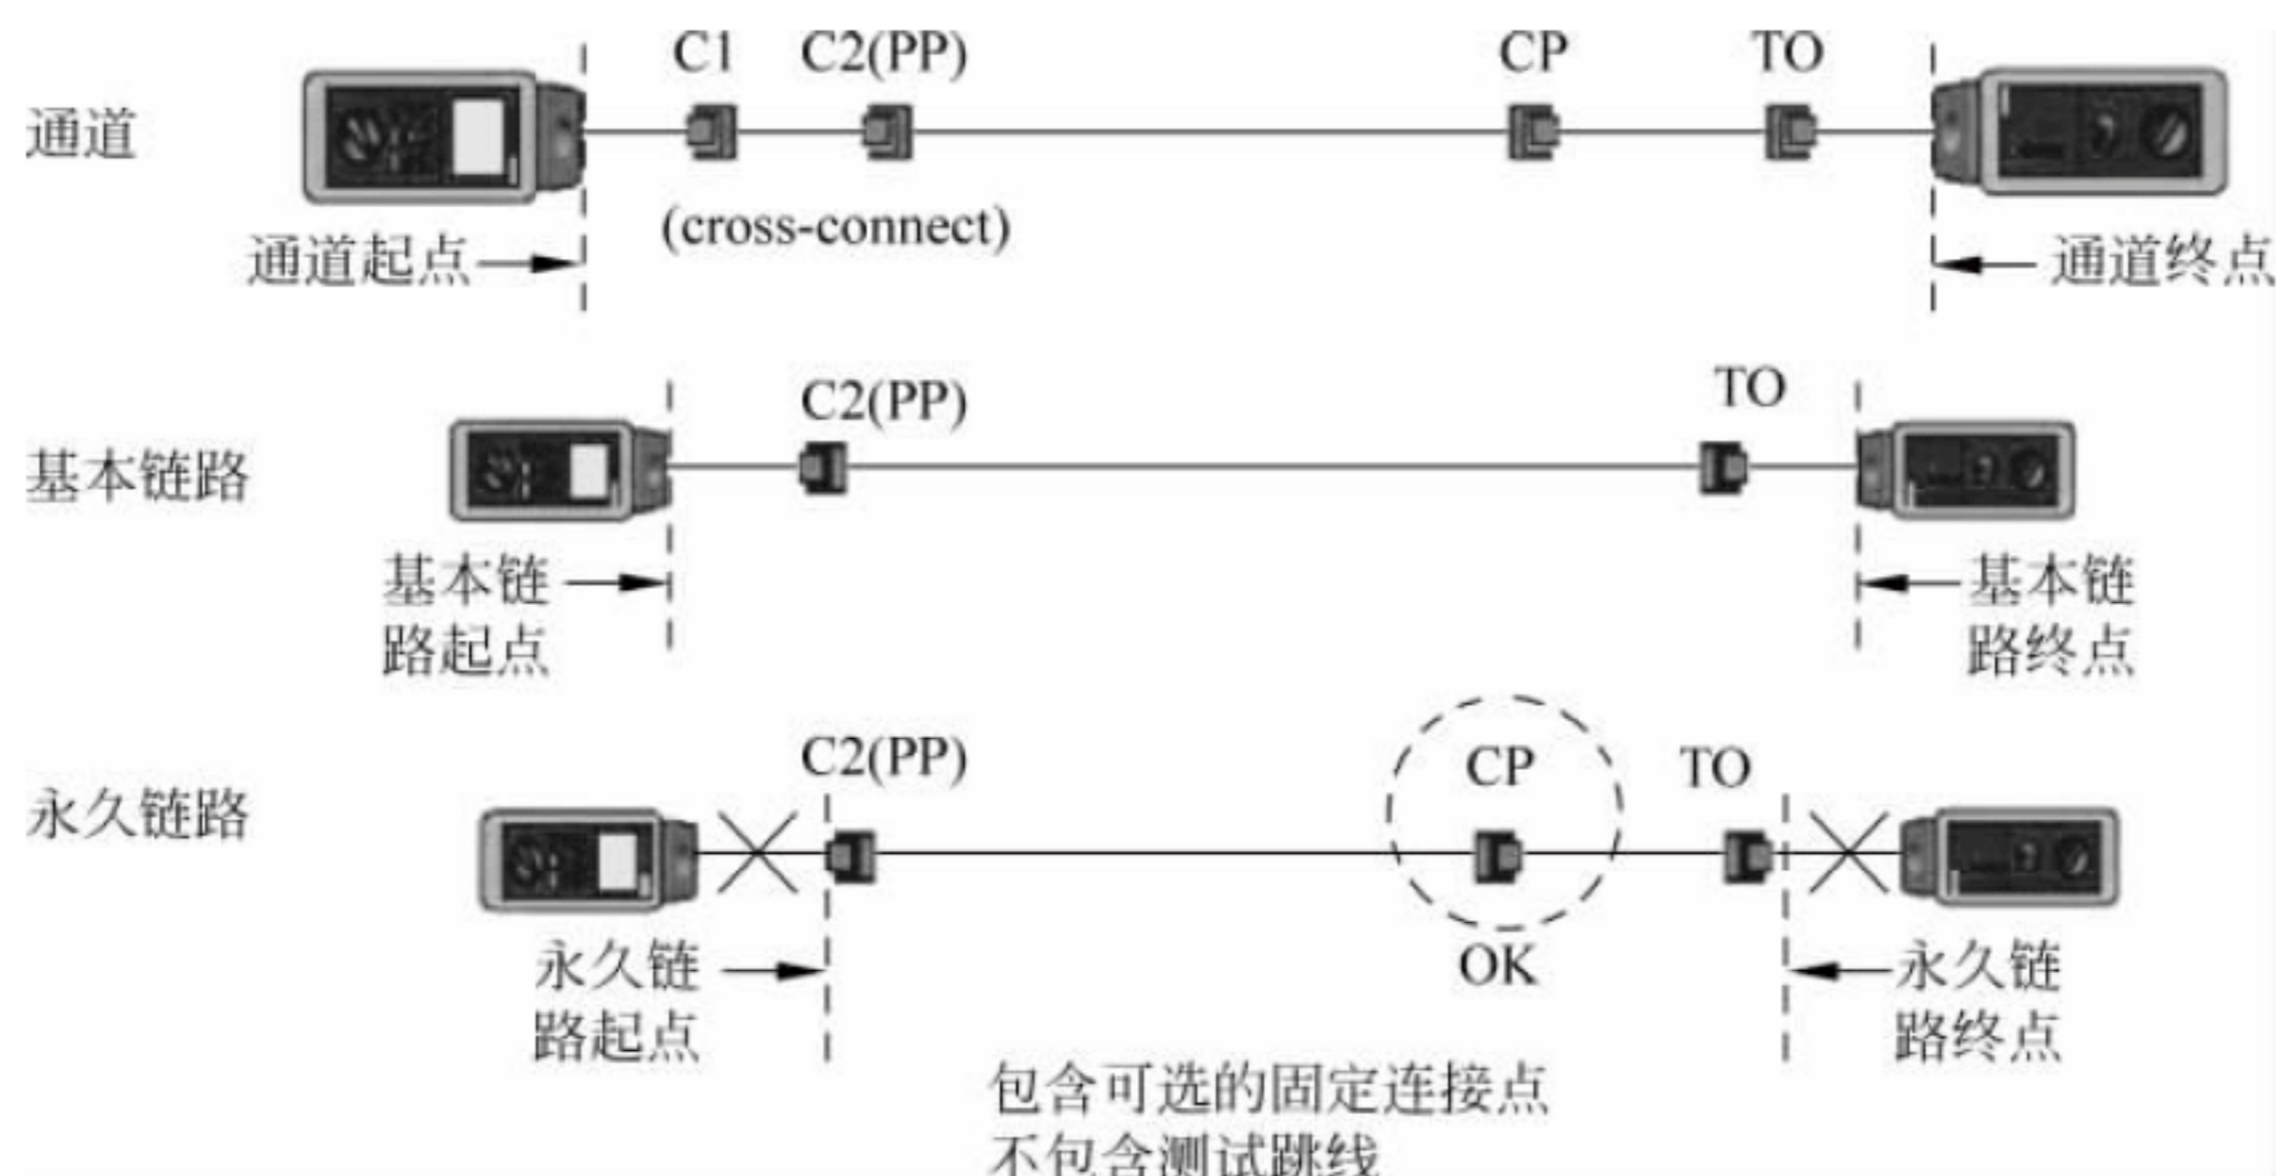 C1 C2(PP) CP TO
通道
(cross-connect)
通道起点 通道终点
C2(PP) TO
基本链路
基本链 基本链
路起点 路终点
C2(PP) CP TO
永久链路
OK
永久链 永久链
路起点 路终点
包含可选的固定连接点
不包含测试跳线